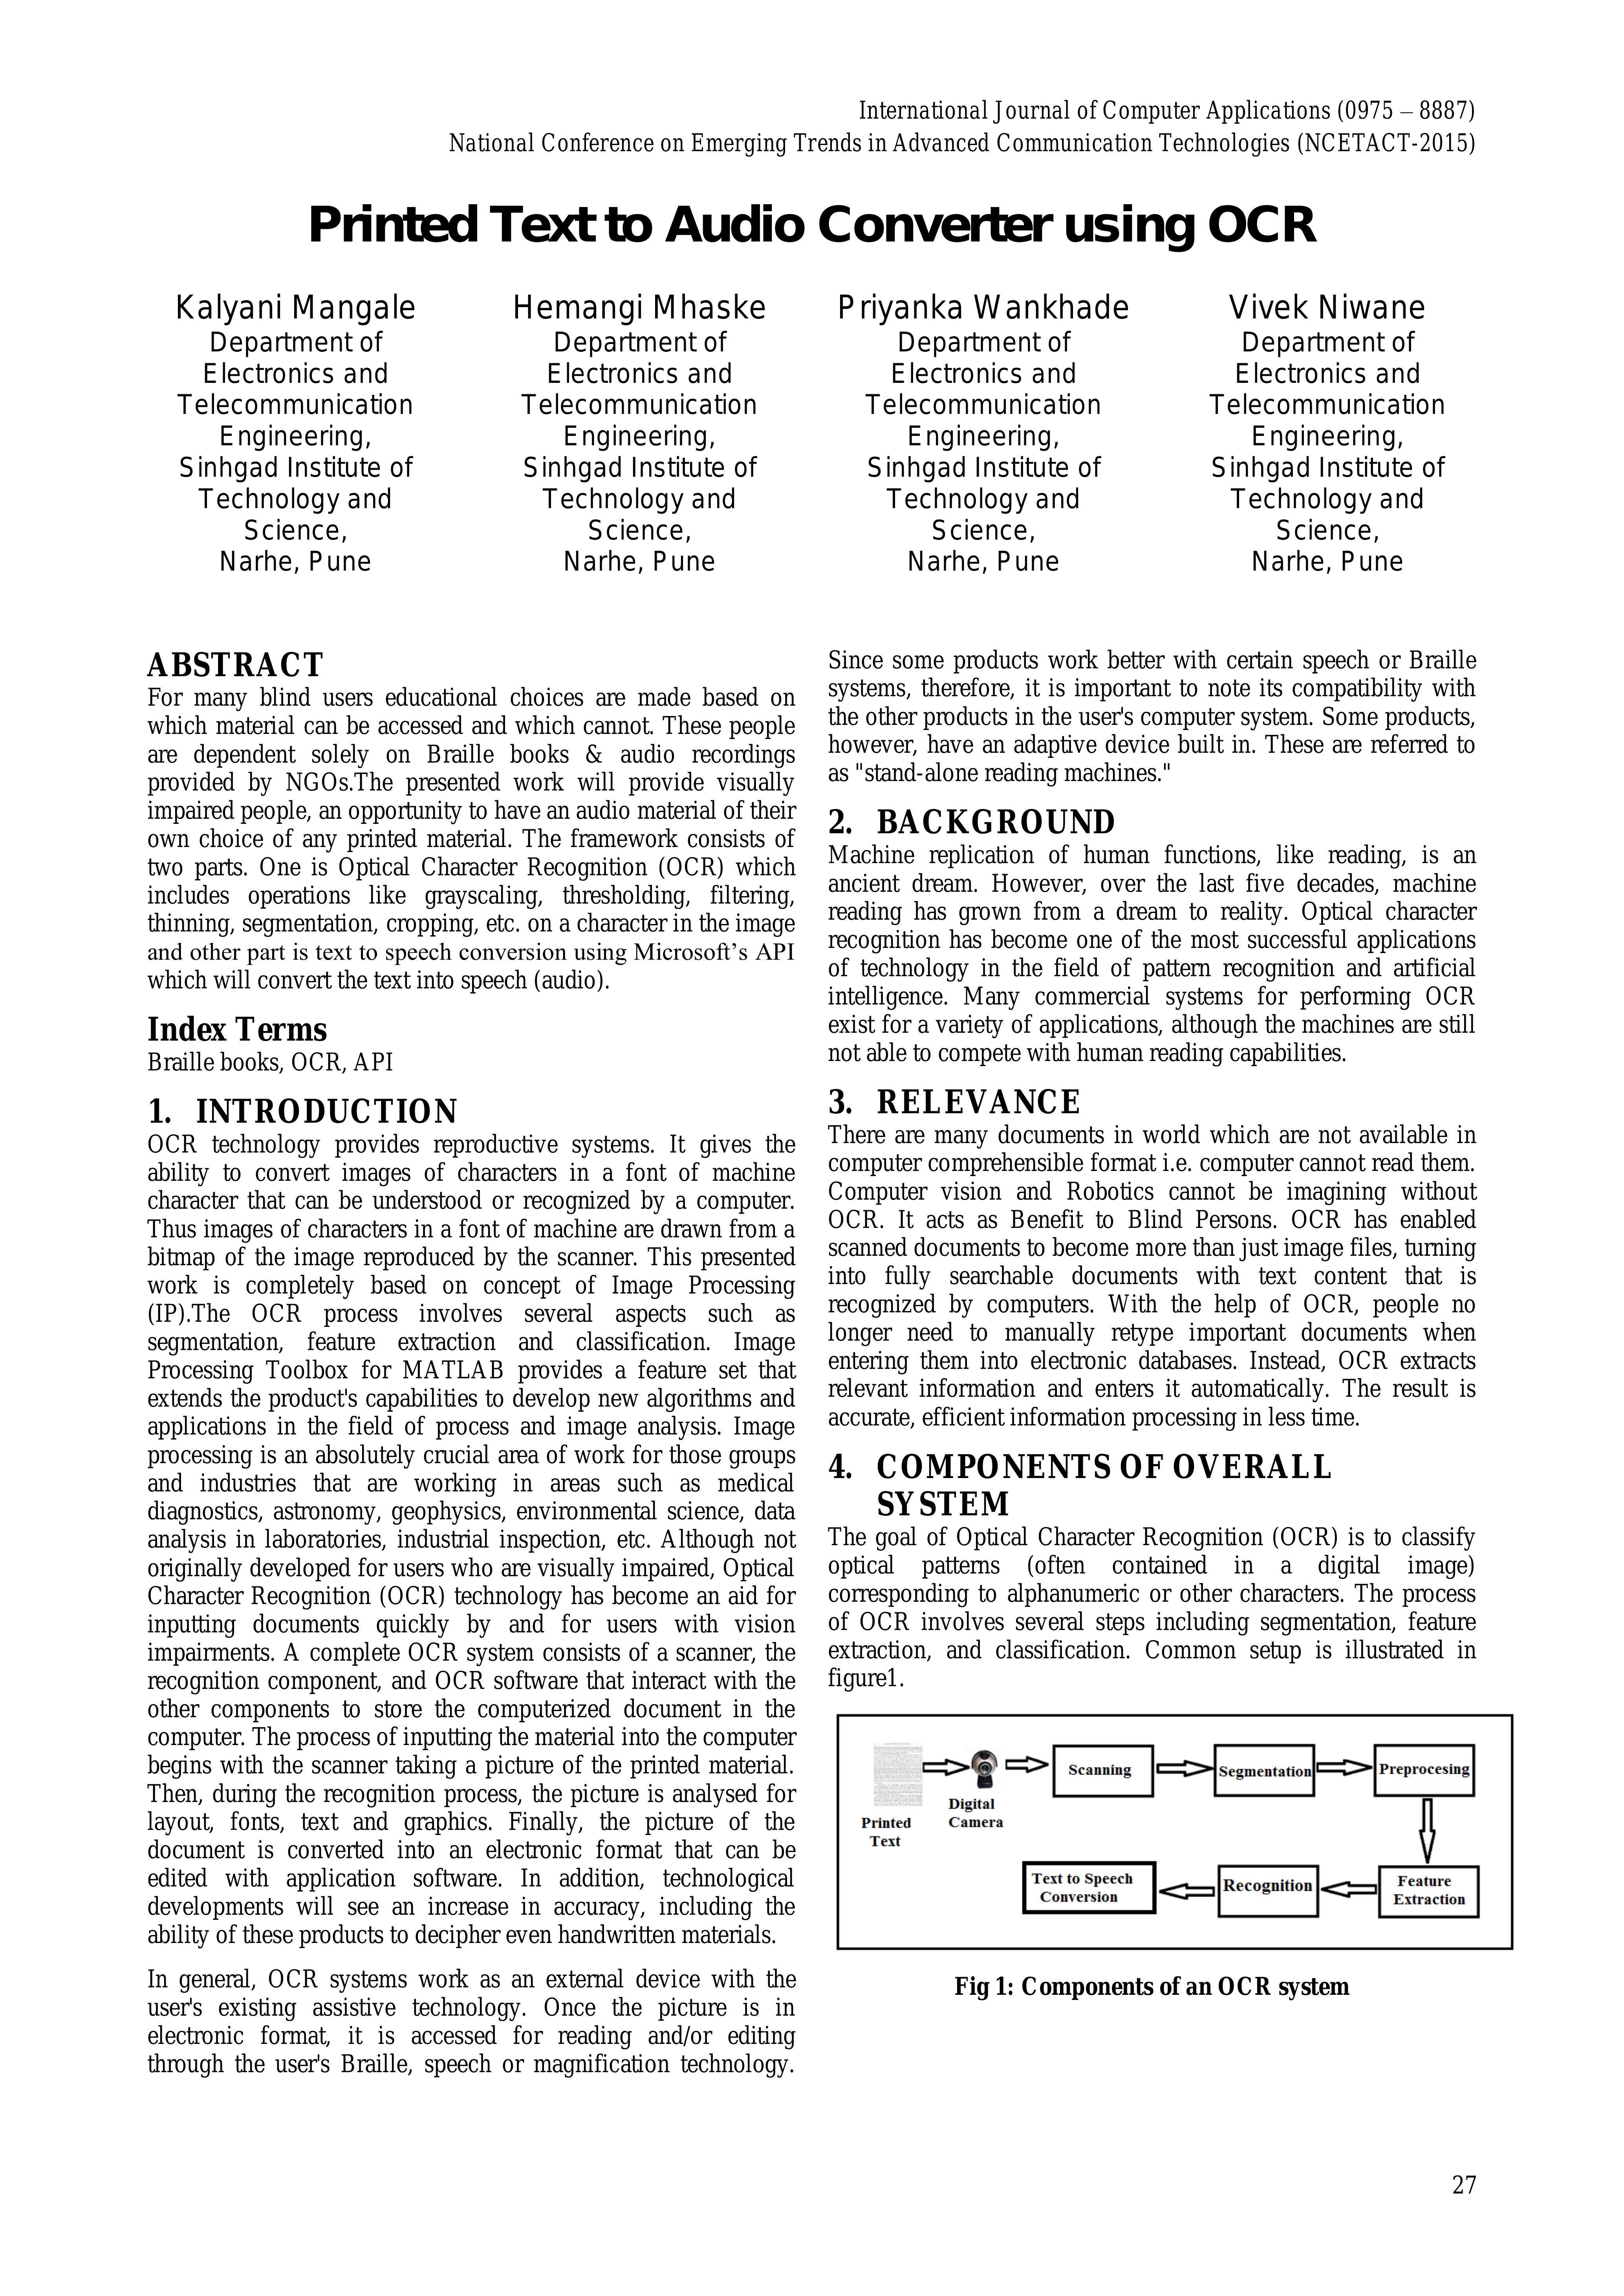 International Journal of Computer Applications (0975 – 8887)
National Conference on Emerging Trends in Advanced Communication Technologies (NCETACT-2015)
Printed Text to Audio Converter using OCR
Kalyani Mangale
Department of
Electronics and
Telecommunication
Engineering,
Sinhgad Institute of
Technology and
Science,
Narhe, Pune
Hemangi Mhaske
Department of
Electronics and
Telecommunication
Engineering,
Sinhgad Institute of
Technology and
Science,
Narhe, Pune
Priyanka Wankhade
Department of
Electronics and
Telecommunication
Engineering,
Sinhgad Institute of
Technology and
Science,
Narhe, Pune
Vivek Niwane
Department of
Electronics and
Telecommunication
Engineering,
Sinhgad Institute of
Technology and
Science,
Narhe, Pune
ABSTRACT
For many blind users educational choices are made based on
which material can be accessed and which cannot. These people
are dependent solely on Braille books & audio recordings
provided by NGOs.The presented work will provide visually
impaired people, an opportunity to have an audio material of their
own choice of any printed material. The framework consists of
two parts. One is Optical Character Recognition (OCR) which
includes operations like grayscaling, thresholding, filtering,
thinning, segmentation, cropping, etc. on a character in the image
and other part is text to speech conversion using Microsoft’s API
which will convert the text into speech (audio).
Index Terms
Braille books, OCR, API
1. INTRODUCTION
OCR technology provides reproductive systems. It gives the
ability to convert images of characters in a font of machine
character that can be understood or recognized by a computer.
Thus images of characters in a font of machine are drawn from a
bitmap of the image reproduced by the scanner. This presented
work is completely based on concept of Image Processing
(IP).The OCR process involves several aspects such as
segmentation, feature extraction and classification. Image
Processing Toolbox for MATLAB provides a feature set that
extends the product's capabilities to develop new algorithms and
applications in the field of process and image analysis. Image
processing is an absolutely crucial area of work for those groups
and industries that are working in areas such as medical
diagnostics, astronomy, geophysics, environmental science, data
analysis in laboratories, industrial inspection, etc. Although not
originally developed for users who are visually impaired, Optical
Character Recognition (OCR) technology has become an aid for
inputting documents quickly by and for users with vision
impairments. A complete OCR system consists of a scanner, the
recognition component, and OCR software that interact with the
other components to store the computerized document in the
computer. The process of inputting the material into the computer
begins with the scanner taking a picture of the printed material.
Then, during the recognition process, the picture is analysed for
layout, fonts, text and graphics. Finally, the picture of the
document is converted into an electronic format that can be
edited with application software. In addition, technological
developments will see an increase in accuracy, including the
ability of these products to decipher even handwritten materials.
In general, OCR systems work as an external device with the
user's existing assistive technology. Once the picture is in
electronic format, it is accessed for reading and/or editing
through the user's Braille, speech or magnification technology.
Since some products work better with certain speech or Braille
systems, therefore, it is important to note its compatibility with
the other products in the user's computer system. Some products,
however, have an adaptive device built in. These are referred to
as "stand-alone reading machines."
2. BACKGROUND
Machine replication of human functions, like reading, is an
ancient dream. However, over the last five decades, machine
reading has grown from a dream to reality. Optical character
recognition has become one of the most successful applications
of technology in the field of pattern recognition and artificial
intelligence. Many commercial systems for performing OCR
exist for a variety of applications, although the machines are still
not able to compete with human reading capabilities.
3. RELEVANCE
There are many documents in world which are not available in
computer comprehensible format i.e. computer cannot read them.
Computer vision and Robotics cannot be imagining without
OCR. It acts as Benefit to Blind Persons. OCR has enabled
scanned documents to become more than just image files, turning
into fully searchable documents with text content that is
recognized by computers. With the help of OCR, people no
longer need to manually retype important documents when
entering them into electronic databases. Instead, OCR extracts
relevant information and enters it automatically. The result is
accurate, efficient information processing in less time.
4. COMPONENTS OF OVERALL
SYSTEM
The goal of Optical Character Recognition (OCR) is to classify
optical patterns (often contained in a digital image)
corresponding to alphanumeric or other characters. The process
of OCR involves several steps including segmentation, feature
extraction, and classification. Common setup is illustrated in
figure1.
Printed
Text
Digital
Camera
Scanning
Segmentation
Preprocesing
Feature
Extraction
Recognition
Text to Speech
Conversion
Fig 1: Components of an OCR system
27